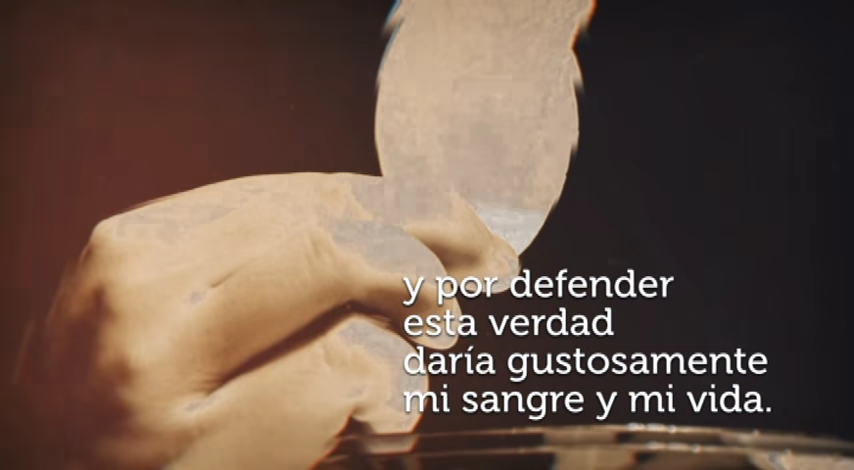 y por defender
esta verdad
daría gustosamente
mi sangre y mi vida.